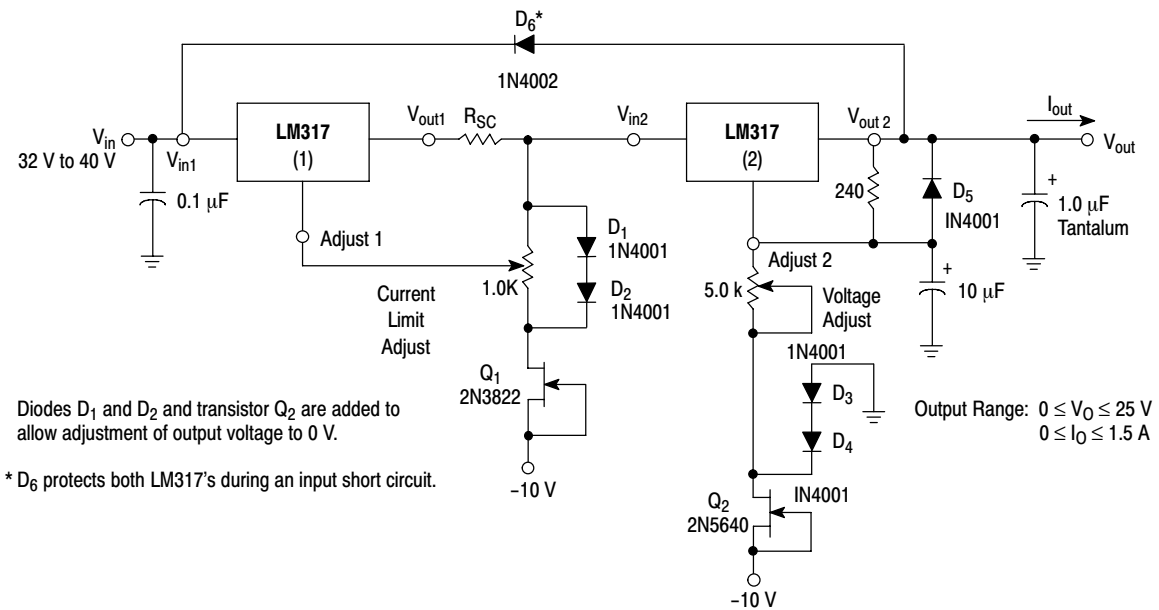 D6*
1N4002
Vin
32 V to 40 V
Vin1
0.1 μF
LM317
(1)
Vout1
RSC
Vin2
LM317
(2)
Vout 2
Iout
Vout
240
D5
IN4001
+
1.0 μF
Tantalum
Adjust 1
D1
1N4001
1.0K
D2
1N4001
Current
Limit
Adjust
Adjust 2
5.0 k
Voltage
Adjust
+
10 μF
Q1
2N3822
–10 V
1N4001
D3
D4
IN4001
Q2
2N5640
–10 V
Output Range: 0 ≤ VO ≤ 25 V
0 ≤ IO ≤ 1.5 A
Diodes D1 and D2 and transistor Q2 are added to
allow adjustment of output voltage to 0 V.
* D6 protects both LM317's during an input short circuit.